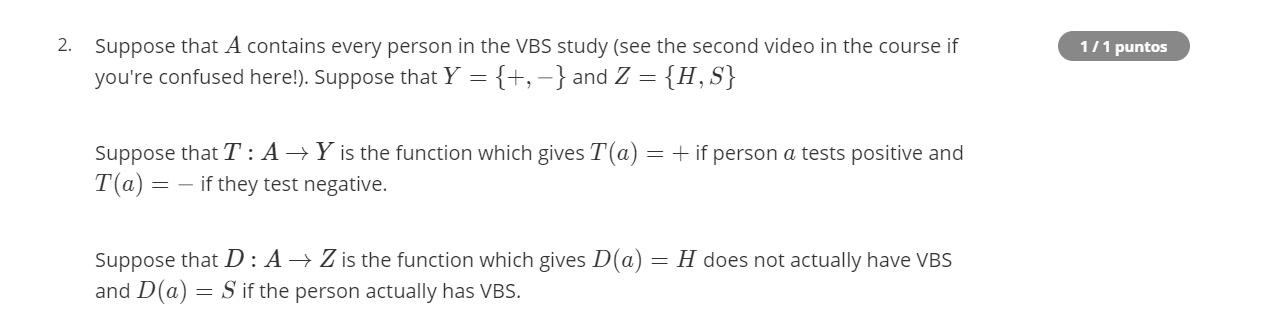 2. Suppose that A contains every person in the VBS study (see the second video in the course if
1 / 1 puntos
you're confused here!). Suppose that Y = {+, −} and Z = {H, S}
Suppose that T : A → Y is the function which gives T(a) = + if person a tests positive and
T(a) = − if they test negative.
Suppose that D : A → Z is the function which gives D(a) = H does not actually have VBS
and D(a) = S if the person actually has VBS.